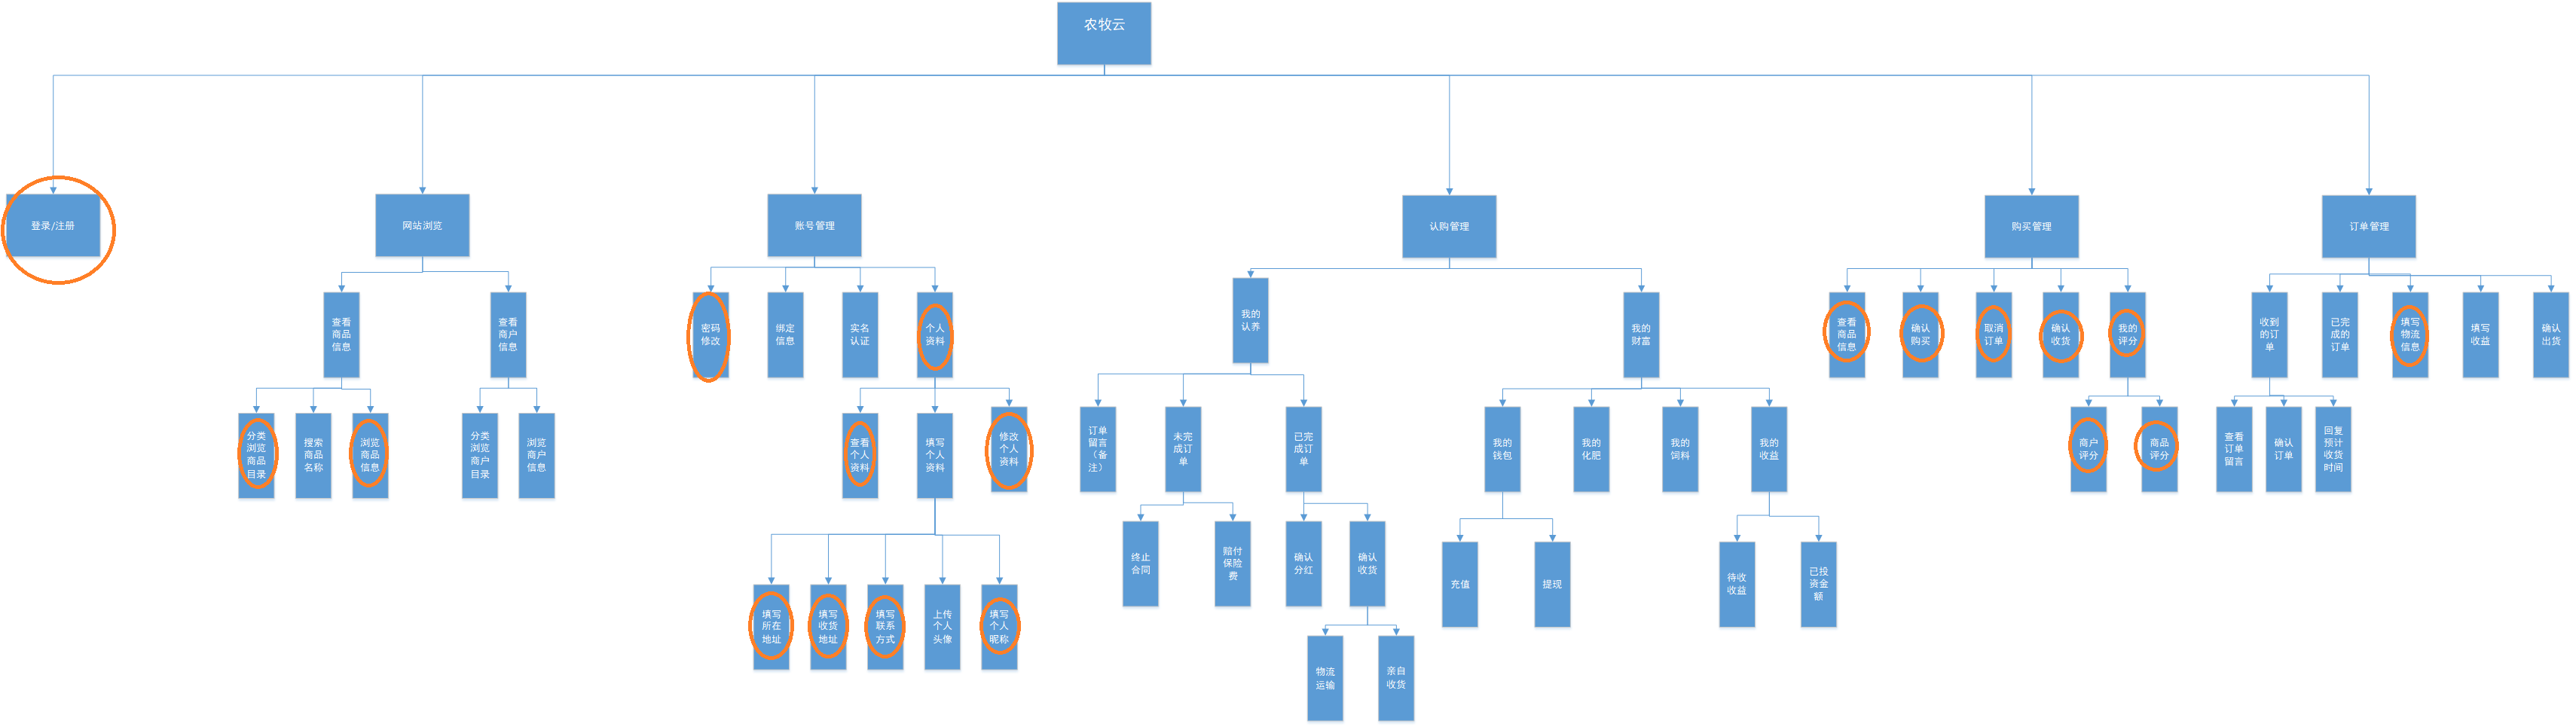 农牧云
登录/注册
网站浏览
账号管理
认购管理
购买管理
订单管理
查看
商品
信息
查看
商户
信息
密码
修改
绑定
信息
实名
认证
个人
资料
我的
认养
我的
财富
查看
商品
信息
确认
购买
取消
订单
确认
收货
我的
评分
收到
的订
单
已完
成的
订单
填写
物流
信息
填写
收益
确认
出货
分类
浏览
商品
目录
搜索
商品
名称
浏览
商品
信息
分类
浏览
商户
目录
浏览
商户
信息
查看
个人
资料
填写
个人
资料
修改
个人
资料
订单
留言
（备
注）
未完
成订
单
已完
成订
单
我的
钱包
我的
化肥
我的
饲料
我的
收益
商户
评分
商品
评分
查看
订单
留言
确认
订单
回复
预计
收货
时间
终止
合同
赔付
保险
费
确认
分红
确认
收货
充值
提现
待收
收益
已投
资金
额
填写
所在
地址
填写
收货
地址
填写
联系
方式
上传
个人
头像
填写
个人
昵称
物流
运输
亲自
收货